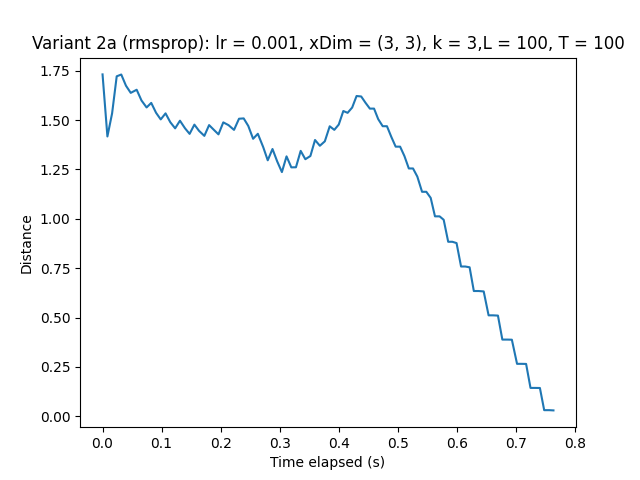 Variant 2a (rmsprop): lr = 0.001, xDim = (3, 3), k = 3,L = 100, T = 100
1.75
1.50
1.25
1.00
0.75
0.50
0.25
0.00
Distance
0.0 0.1 0.2 0.3 0.4 0.5 0.6 0.7 0.8
Time elapsed (s)